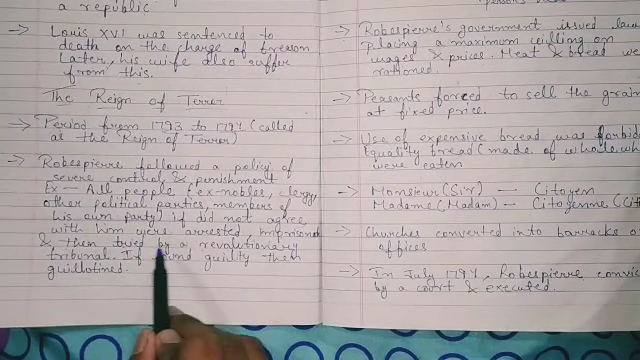 a republic
→ Louis XVI was sentenced to
death on the charge of treason
Later, his wife also suffer
from this.
The Reign of Terror
→ Period from 1793 to 1794 (called
as the Reign of Terror)
→ Robespierre followed a policy of
severe control & punishment
Ex - All people (ex-nobles, clergy,
other political parties, members of
his own party) if did not agree
with him were arrested, imprison
& then tried by a revolutionary
tribunal. If found guilty then
guillotined.
→ Robespierre's government issued law
placing a maximum ceiling on
wages & prices. Meat & bread we
rationed.
→ Peasants forced to sell the grain
at fixed price.
→ Use of expensive bread was forbid
Equality bread (made of whole wh
were eaten
→ Monsieur (Sir) — Citoyen
Madame (Madam) — Citoyenne (Cit
→ Churches converted into barracks o
offices
→ In July 1794, Robespierre convic
by a court & executed.